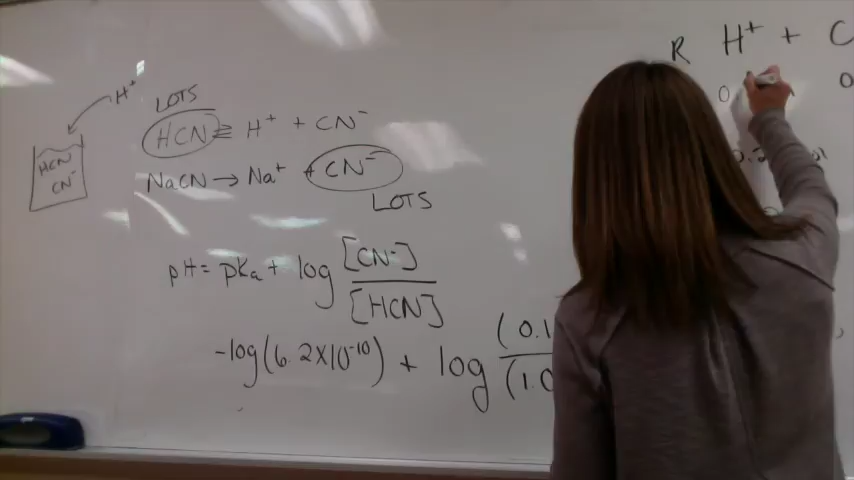 H⁺
HCN
CN⁻
LOTS
HCN ⇌ H⁺ + CN⁻
NaCN → Na⁺ + CN⁻
LOTS
pH = pKa + log [CN⁻]
[HCN]
-log(6.2×10⁻¹⁰) + log (0.1
(1.0
R H⁺ + C
0 0